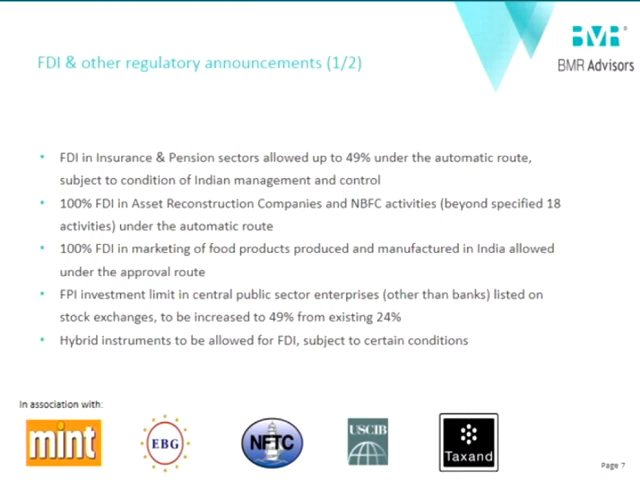 BMR
BMR Advisors
FDI & other regulatory announcements (1/2)
• FDI in Insurance & Pension sectors allowed up to 49% under the automatic route,
subject to condition of Indian management and control
• 100% FDI in Asset Reconstruction Companies and NBFC activities (beyond specified 18
activities) under the automatic route
• 100% FDI in marketing of food products produced and manufactured in India allowed
under the approval route
• FPI investment limit in central public sector enterprises (other than banks) listed on
stock exchanges, to be increased to 49% from existing 24%
• Hybrid instruments to be allowed for FDI, subject to certain conditions
In association with:
mint
EBG
NFTC
USCIB
Taxand
Page 7